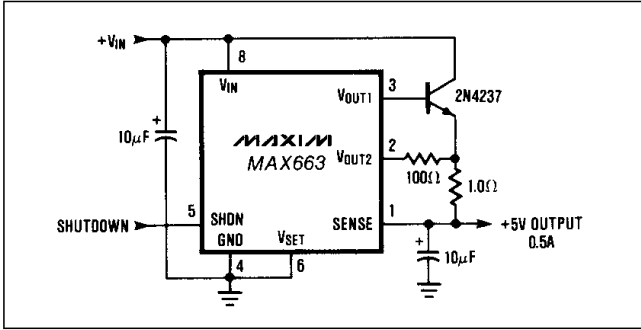 +VIN
8
VIN
VOUT1
3
2N4237
10µF
+
MAXIM
MAX663
VOUT2
2
100Ω
1.0Ω
SHUTDOWN
5
SHDN
SENSE
1
+5V OUTPUT
0.5A
GND
VSET
4
6
+
10µF